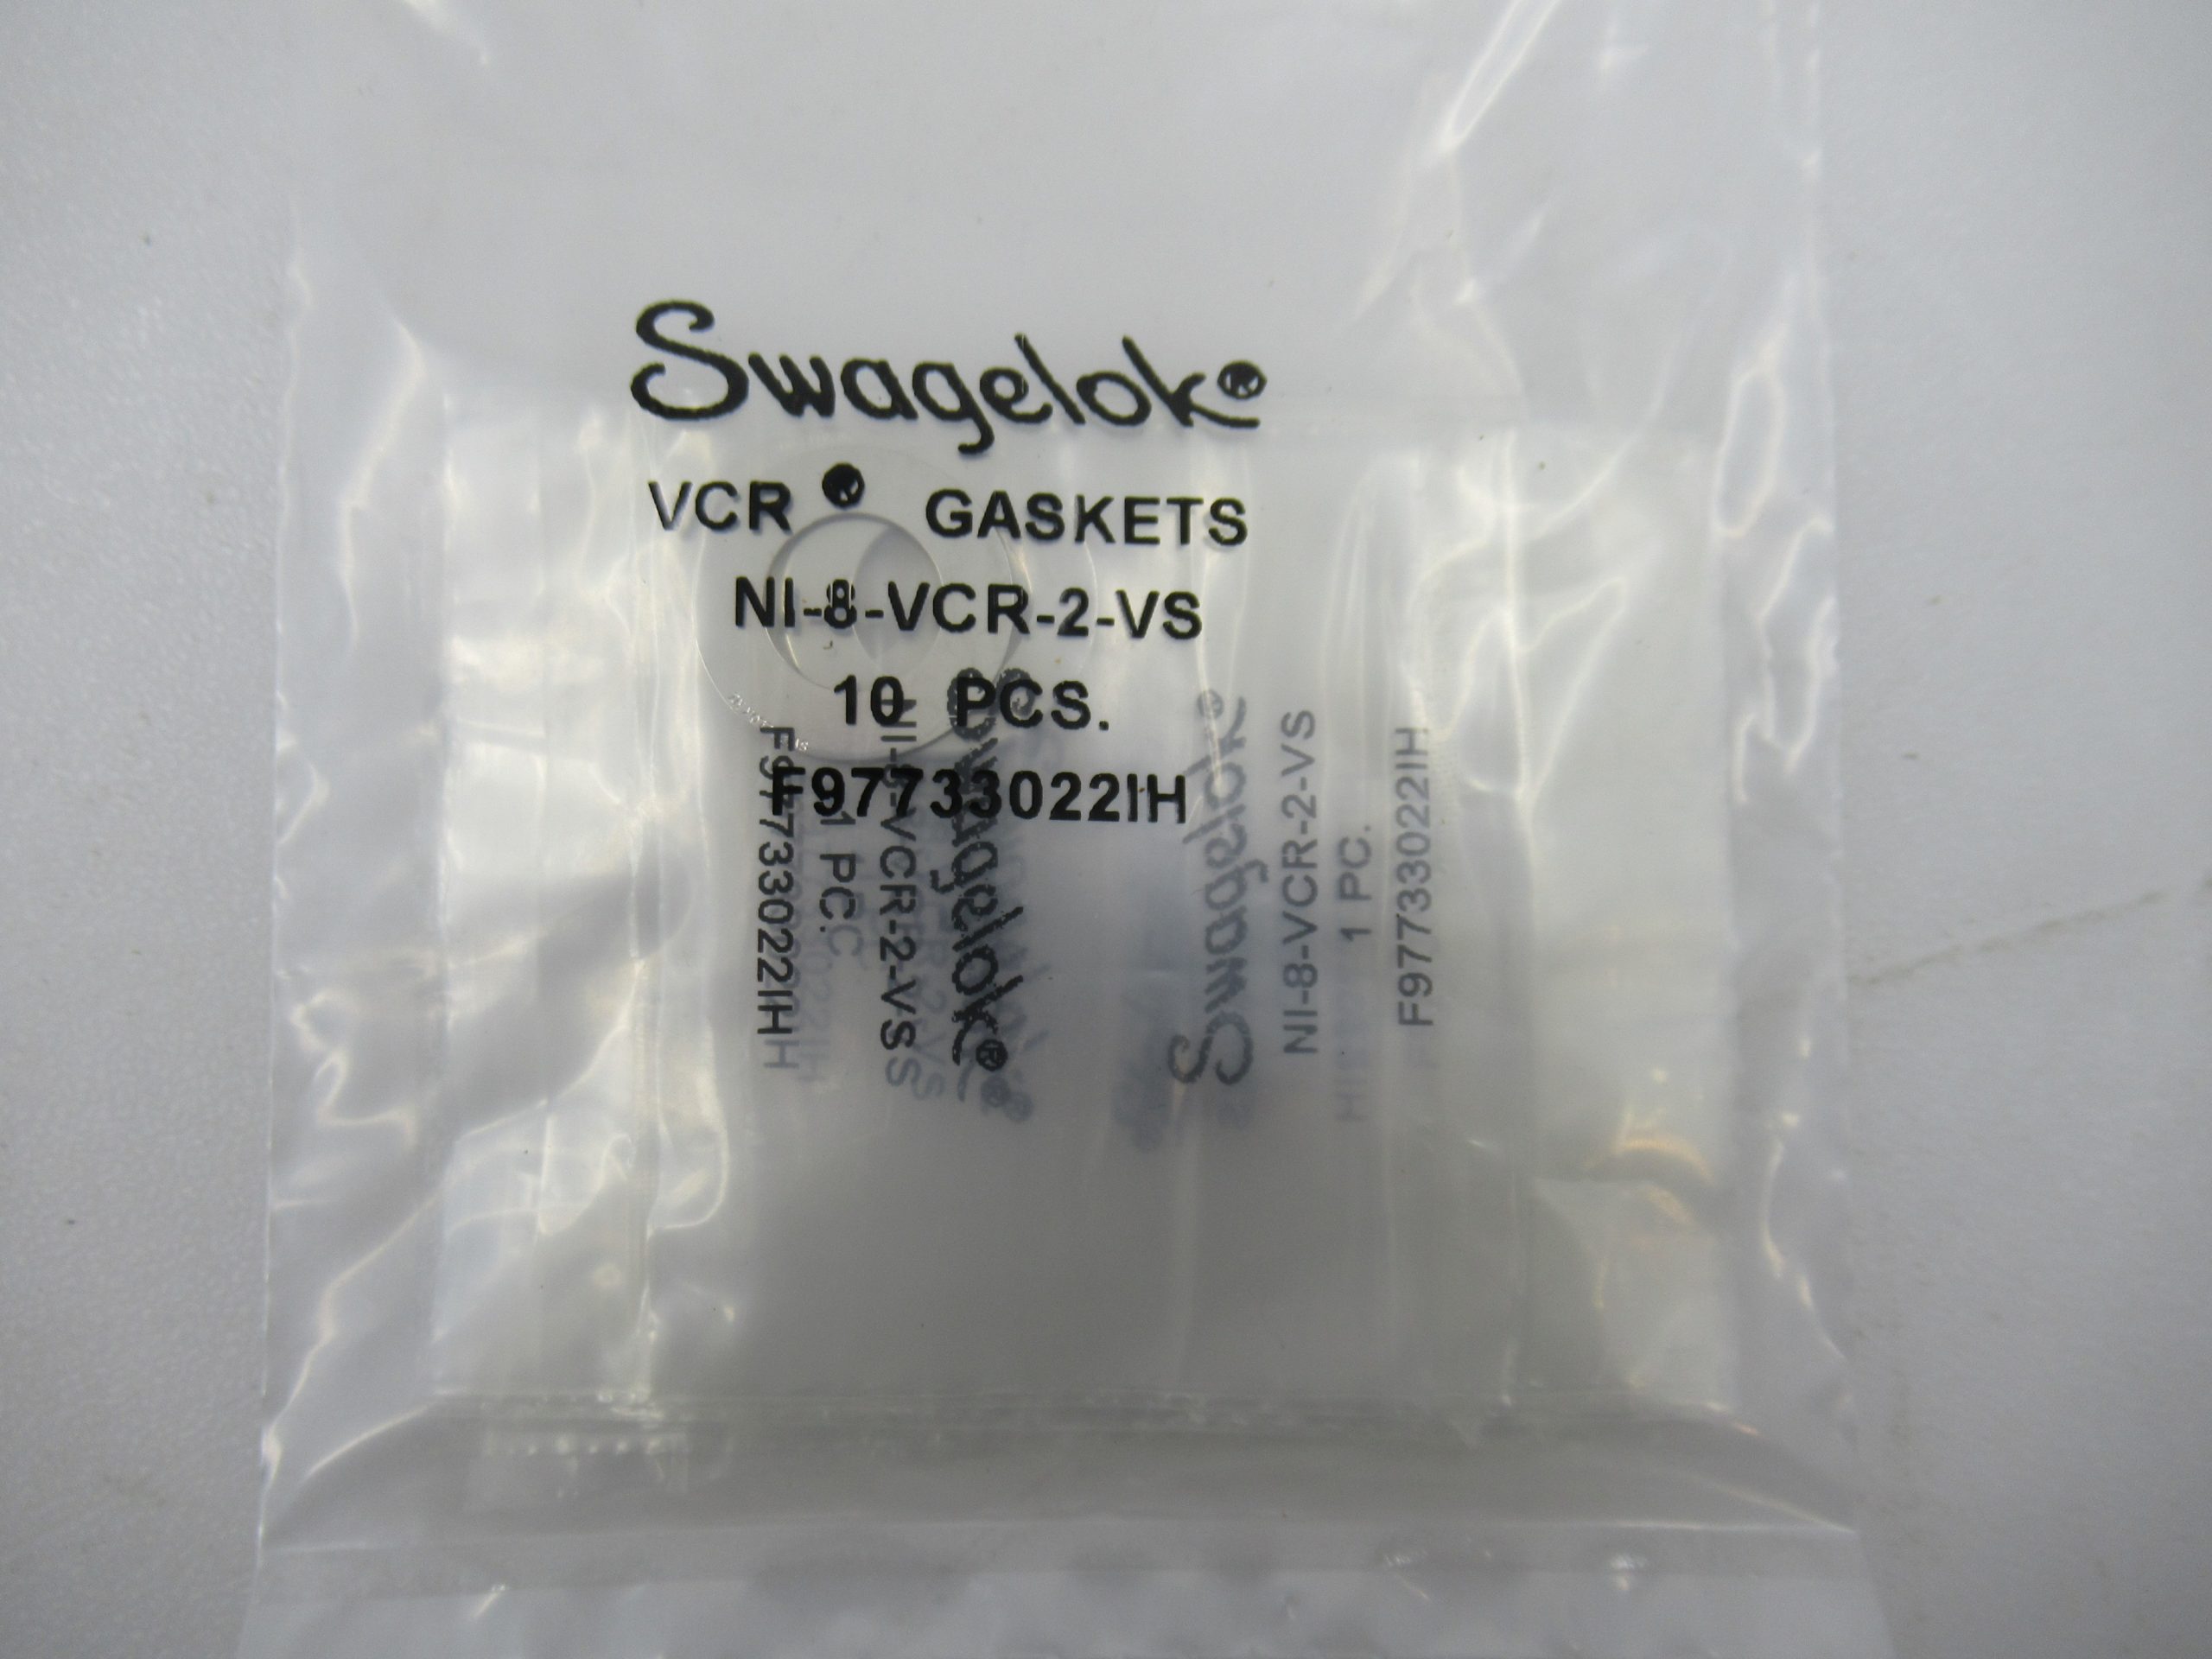 Swagelok®
VCR® GASKETS
NI-8-VCR-2-VS
10 PCS.
F97733022IH
Swagelok®
NI-8-VCR-2-VS
1 PC.
F97733022IH
Swagelok®
NI-8-VCR-2-VS
1 PC.
F97733022IH